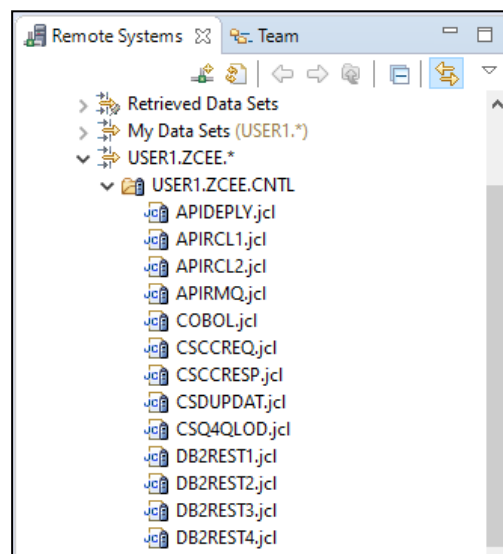 Remote Systems Team
Retrieved Data Sets
My Data Sets (USER1.*)
USER1.ZCEE.*
USER1.ZCEE.CNTL
APIDEPLY.jcl
APIRCL1.jcl
APIRCL2.jcl
APIRMQ.jcl
COBOL.jcl
CSCCREQ.jcl
CSCCRESP.jcl
CSDUPDAT.jcl
CSQ4QLOD.jcl
DB2REST1.jcl
DB2REST2.jcl
DB2REST3.jcl
DB2REST4.jcl